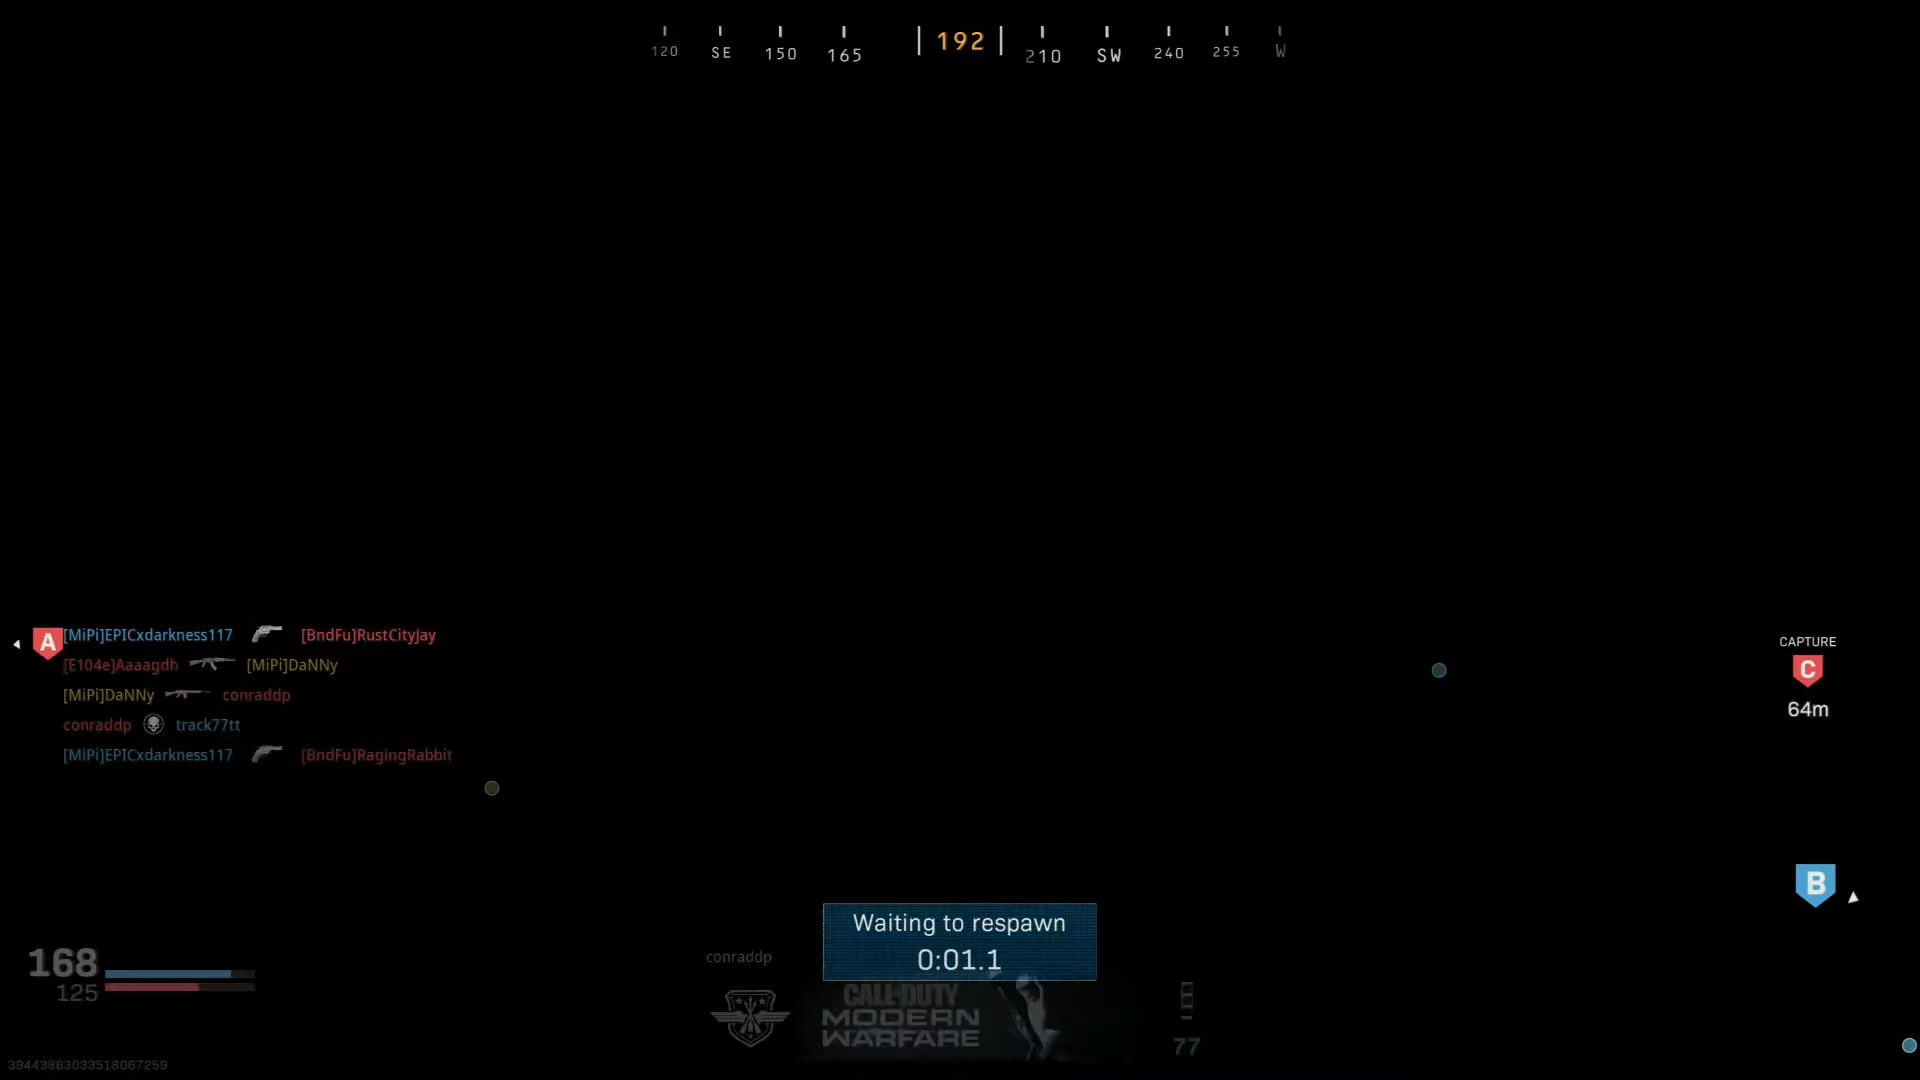 120 SE 150 165 192 210 SW 240 255 W
A [MiPi]EPICxdarkness117 [BndFu]RustCityJay
[E104e]Aaaagdh [MiPi]DaNNy
[MiPi]DaNNy conraddp
conraddp track77tt
[MiPi]EPICxdarkness117 [BndFu]RagingRabbit
CAPTURE
C
64m
B
Waiting to respawn
0:01.1
168
125
conraddp
CALL·DUTY
MODERN
WARFARE
77
39443883033518067259